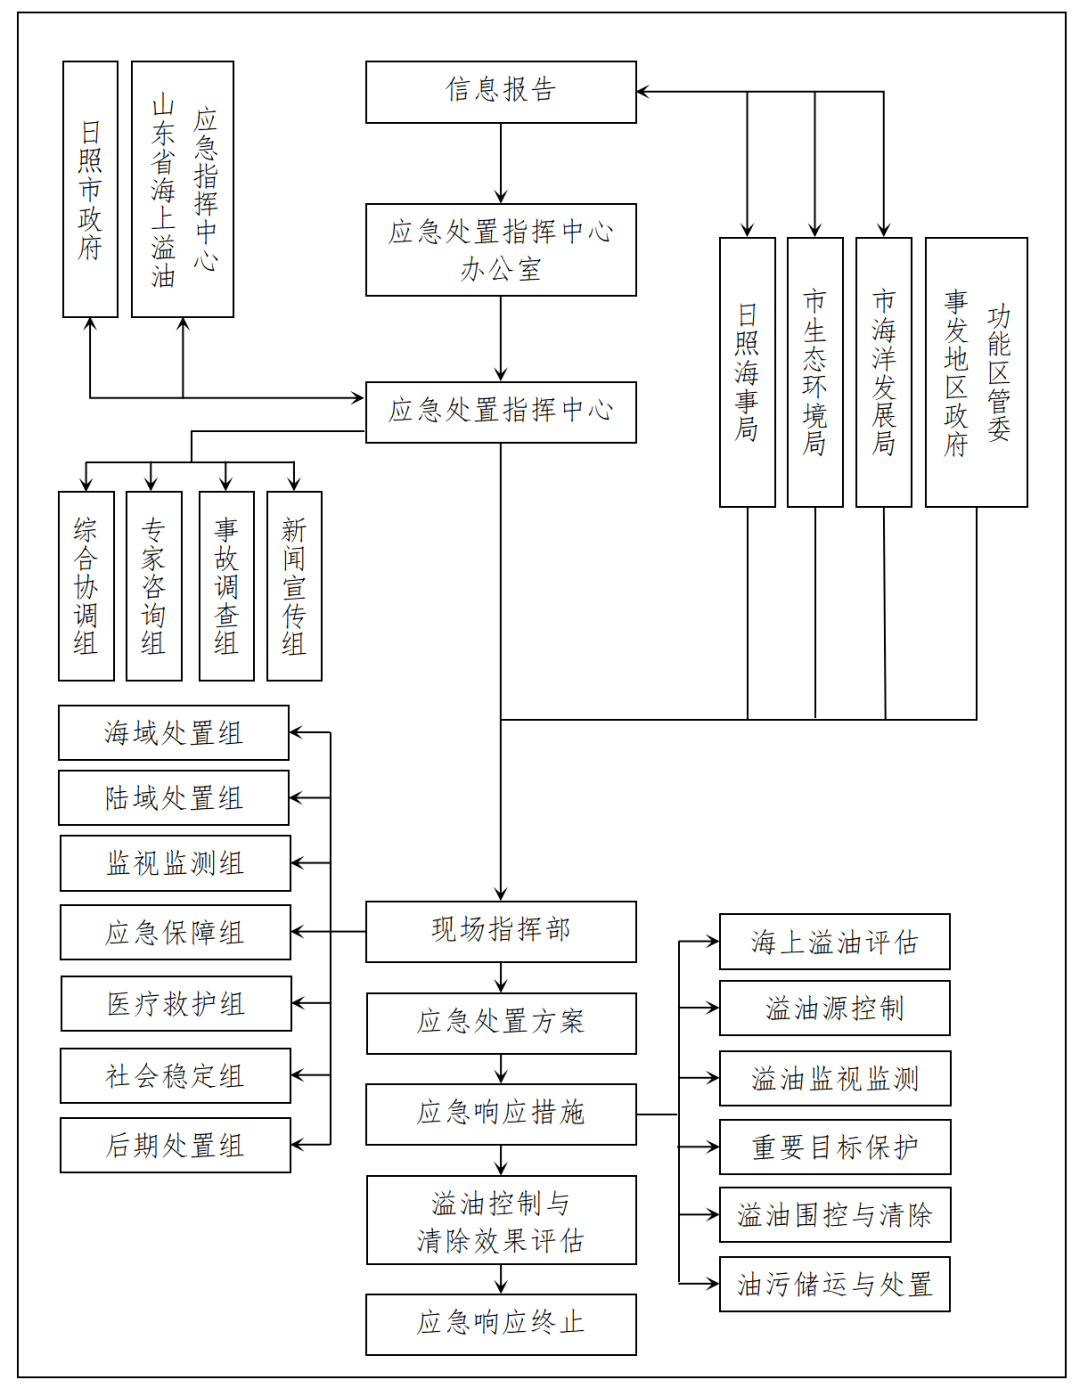 信息报告
日照市政府
山东省海上溢油
应急指挥中心
应急处置指挥中心
办公室
日照海事局
市生态环境局
市海洋发展局
事发地区政府
功能区管委
应急处置指挥中心
综合协调组
专家咨询组
事故调查组
新闻宣传组
海域处置组
陆域处置组
监视监测组
应急保障组
医疗救护组
社会稳定组
后期处置组
现场指挥部
应急处置方案
应急响应措施
溢油控制与
清除效果评估
应急响应终止
海上溢油评估
溢油源控制
溢油监视监测
重要目标保护
溢油围控与清除
油污储运与处置